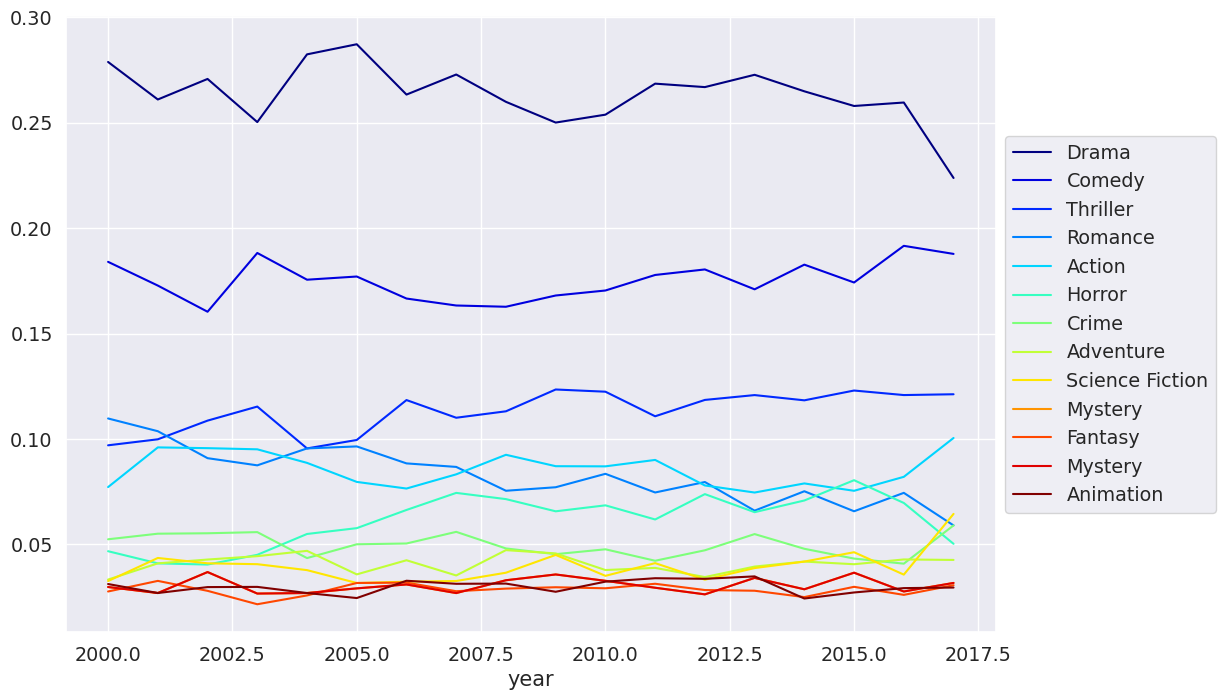 0.30
0.25
0.20
0.15
0.10
0.05
2000.0 2002.5 2005.0 2007.5 2010.0 2012.5 2015.0 2017.5
year
Drama
Comedy
Thriller
Romance
Action
Horror
Crime
Adventure
Science Fiction
Mystery
Fantasy
Mystery
Animation